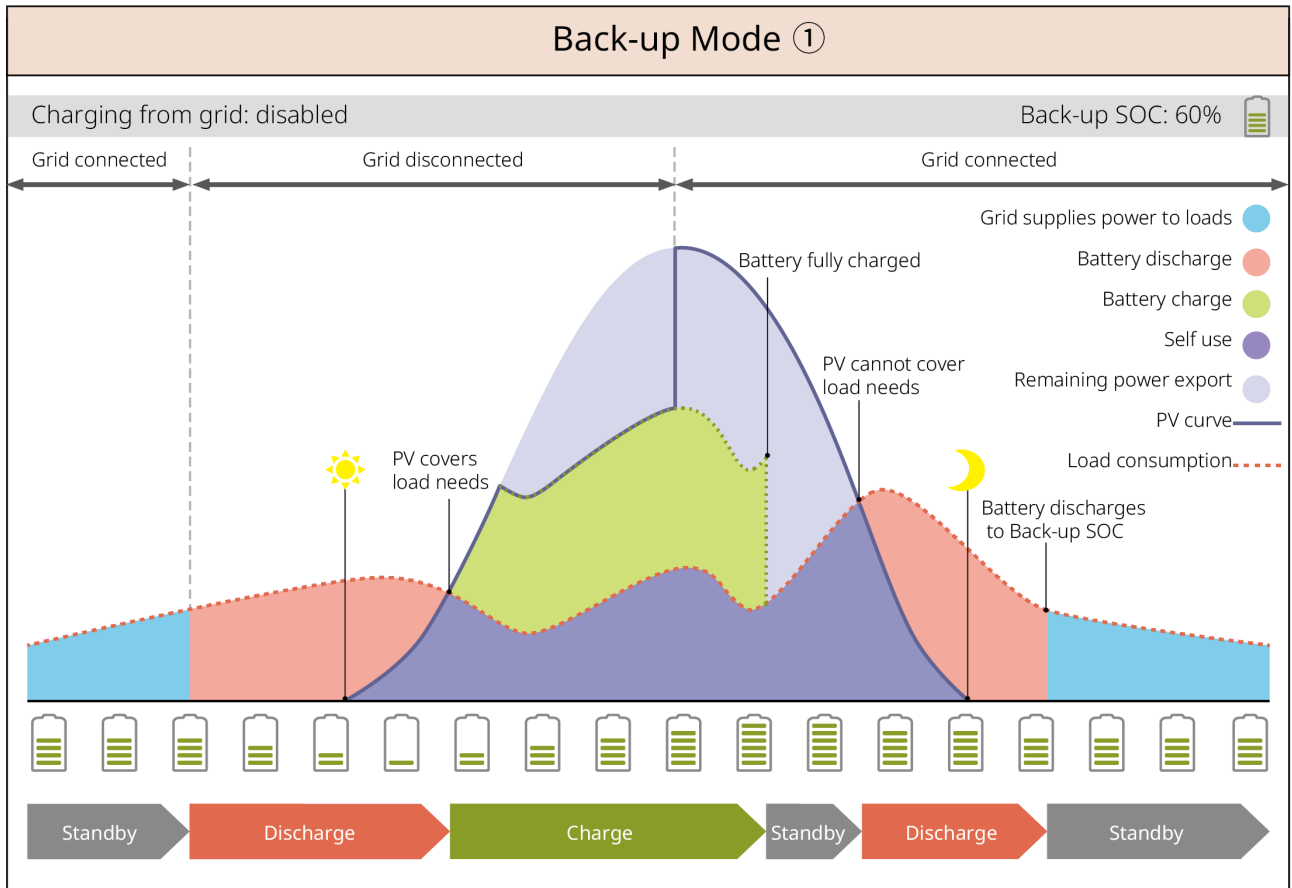 Back-up Mode ①
Charging from grid: disabled
Back-up SOC: 60%
Grid connected
Grid disconnected
Grid connected
Grid supplies power to loads
Battery discharge
Battery charge
Self use
Remaining power export
PV curve
Load consumption
Battery fully charged
PV cannot cover
load needs
PV covers
load needs
Battery discharges
to Back-up SOC
Standby
Discharge
Charge
Standby
Discharge
Standby